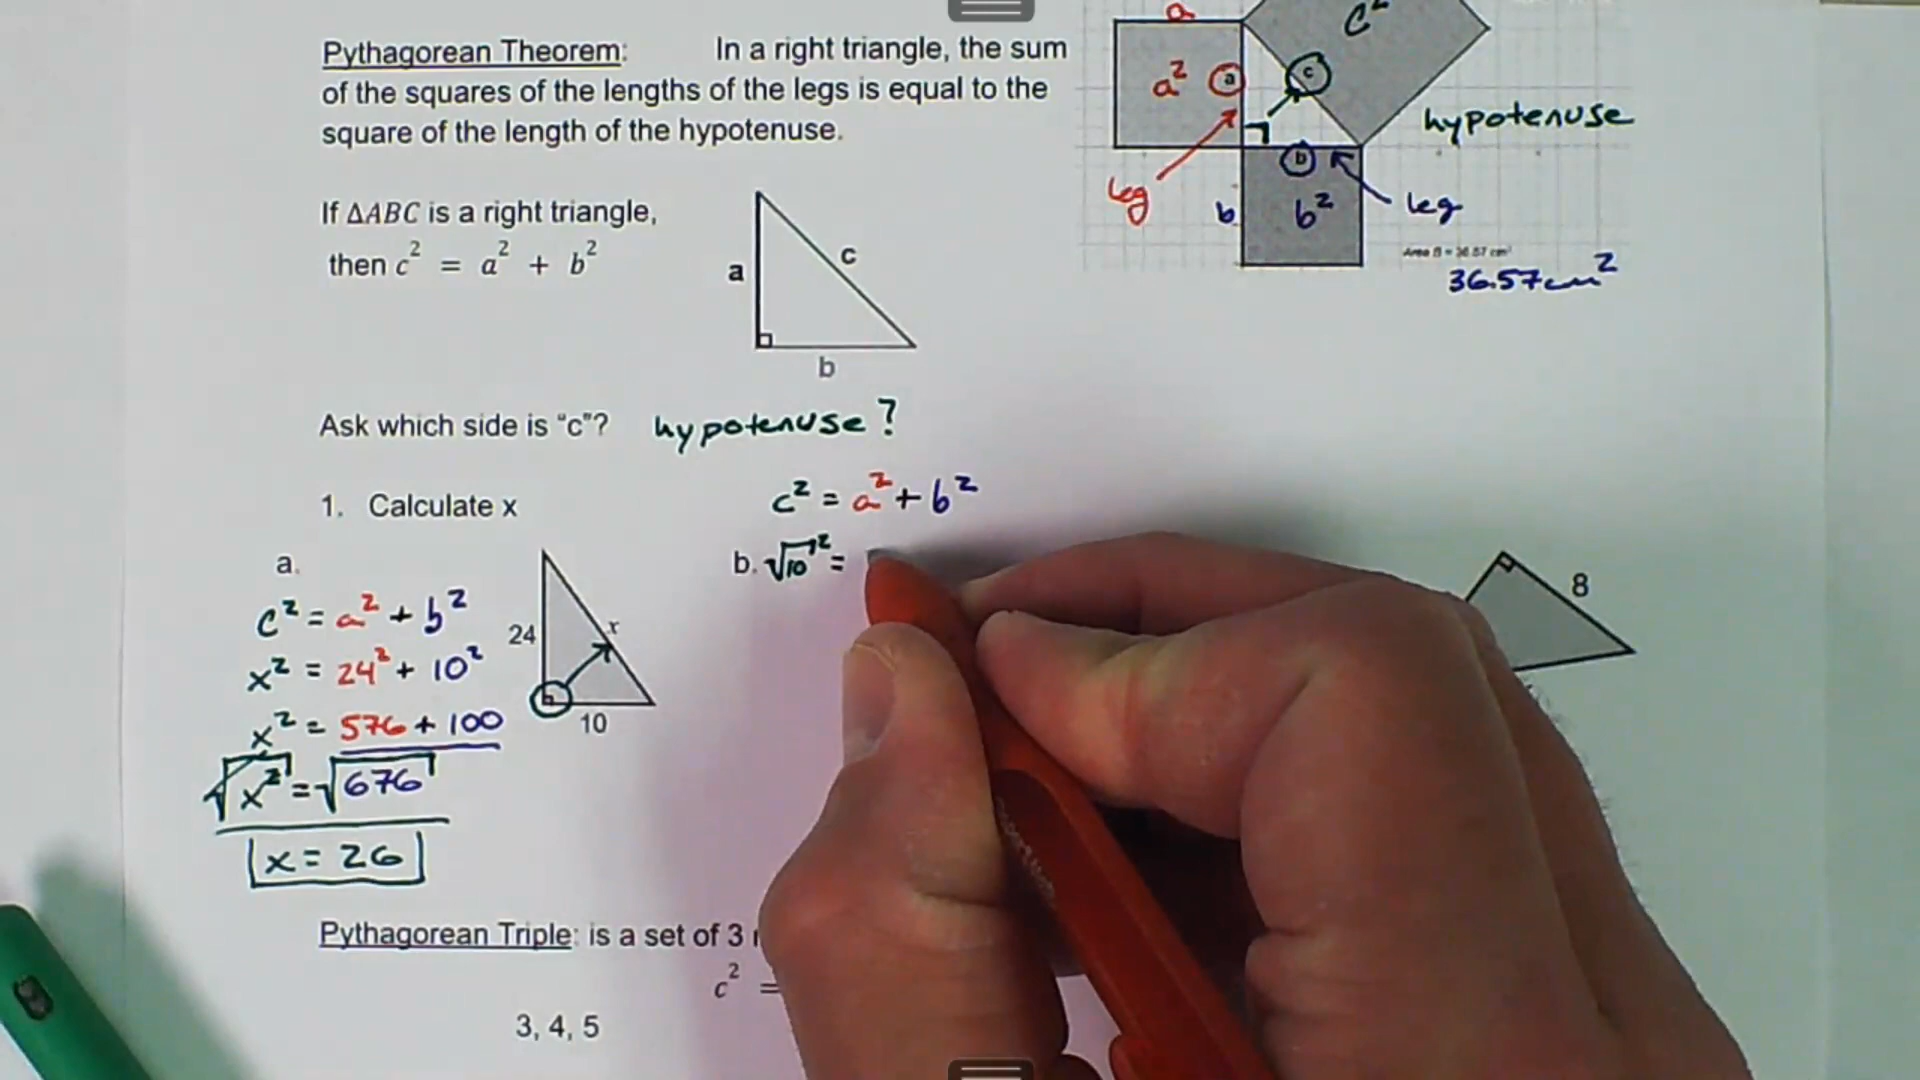 Pythagorean Theorem: In a right triangle, the sum
of the squares of the lengths of the legs is equal to the
square of the length of the hypotenuse.
a
c²
a²
a
c
hypotenuse
leg
b
b
b²
leg
Area B = 36.57 cm²
36.57cm²
If ΔABC is a right triangle,
then c² = a² + b²
a
c
b
Ask which side is "c"? hypotenuse?
1. Calculate x
c² = a² + b²
a.
b. √10² =
c² = a² + b²
x² = 24² + 10²
x² = 576 + 100
√x² = √676
x = 26
24
x
10
8
Pythagorean Triple: is a set of 3
c² =
3, 4, 5